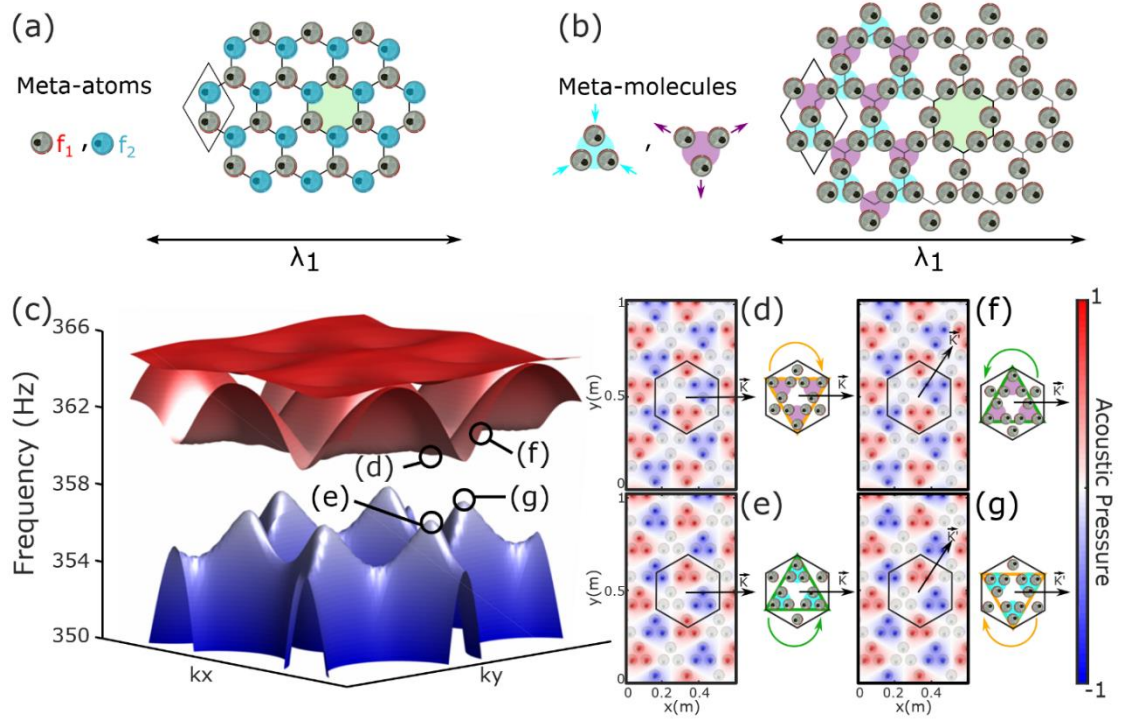 (a)
Meta-atoms
f1 , f2
λ1
(b)
Meta-molecules
,
λ1
(c)
Frequency (Hz)
366
362
358
354
350
kx
ky
(d)
(e)
(f)
(g)
(d)
1
y(m)
0.5
0
K
K
(f)
K'
K'
(e)
1
y(m)
0.5
0
K
K
(g)
K'
K'
0 0.2 0.4
x(m)
0 0.2 0.4
x(m)
1
Acoustic Pressure
-1